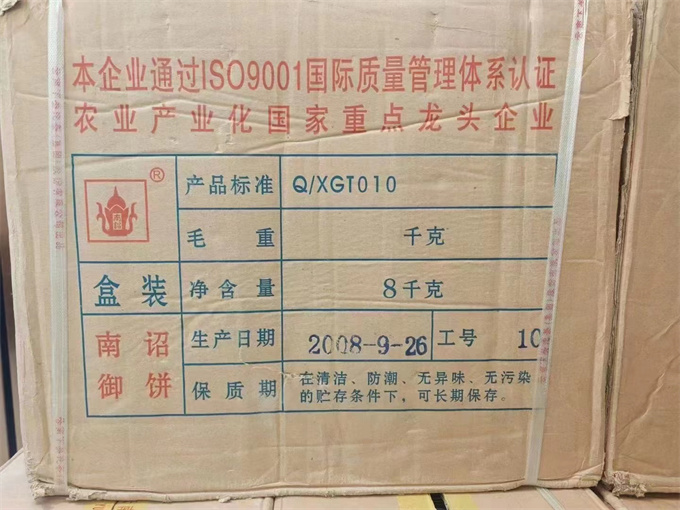 本企业通过ISO9001国际质量管理体系认证
农业产业化国家重点龙头企业
®
产品标准 Q/XGT010
毛重 千克
盒装 净含量 8千克
南诏御饼
生产日期 2008-9-26 工号 10
保质期 在清洁、防潮、无异味、无污染
的贮存条件下，可长期保存。